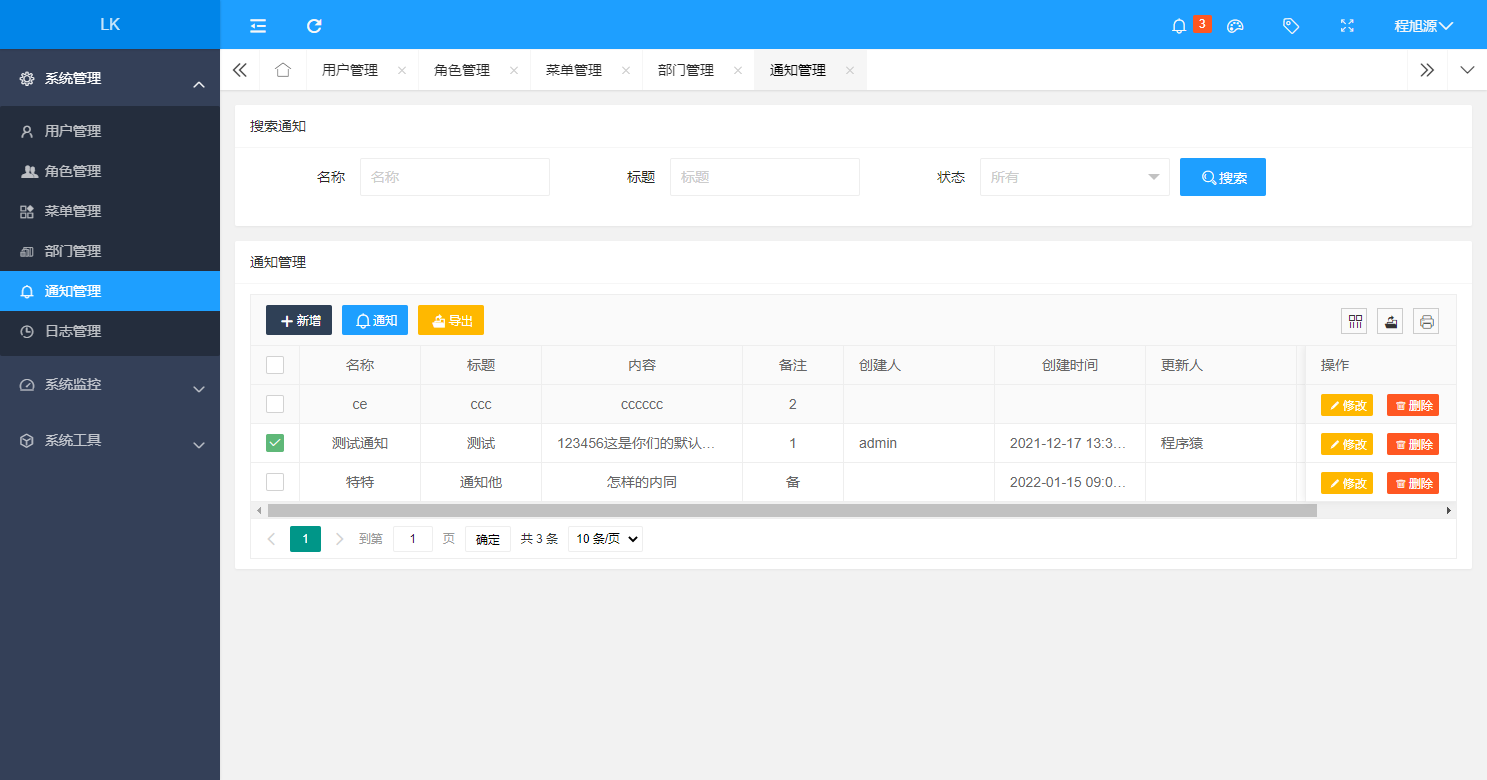 LK
3
程旭源
系统管理
用户管理
角色管理
菜单管理
部门管理
通知管理
日志管理
系统监控
系统工具
用户管理 角色管理 菜单管理 部门管理 通知管理
搜索通知
名称 名称 标题 标题 状态 所有 搜索
通知管理
新增 通知 导出
名称 标题 内容 备注 创建人 创建时间 更新人 操作
ce ccc cccccc 2 修改 删除
测试通知 测试 123456这是你们的默认... 1 admin 2021-12-17 13:3... 程序猿 修改 删除
特特 通知他 怎样的内同 备 2022-01-15 09:0... 修改 删除
1 到第 1 页 确定 共 3 条 10 条/页